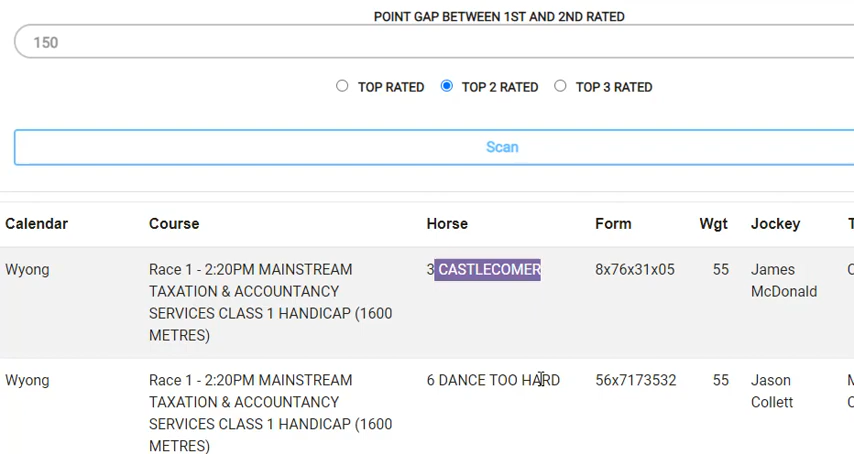 POINT GAP BETWEEN 1ST AND 2ND RATED
150
TOP RATED TOP 2 RATED TOP 3 RATED
Scan
Calendar Course Horse Form Wgt Jockey T
Wyong Race 1 - 2:20PM MAINSTREAM 3 CASTLECOMER 8x76x31x05 55 James
TAXATION & ACCOUNTANCY McDonald
SERVICES CLASS 1 HANDICAP (1600
METRES)
Wyong Race 1 - 2:20PM MAINSTREAM 6 DANCE TOO HARD 56x7173532 55 Jason
TAXATION & ACCOUNTANCY Collett
SERVICES CLASS 1 HANDICAP (1600
METRES)